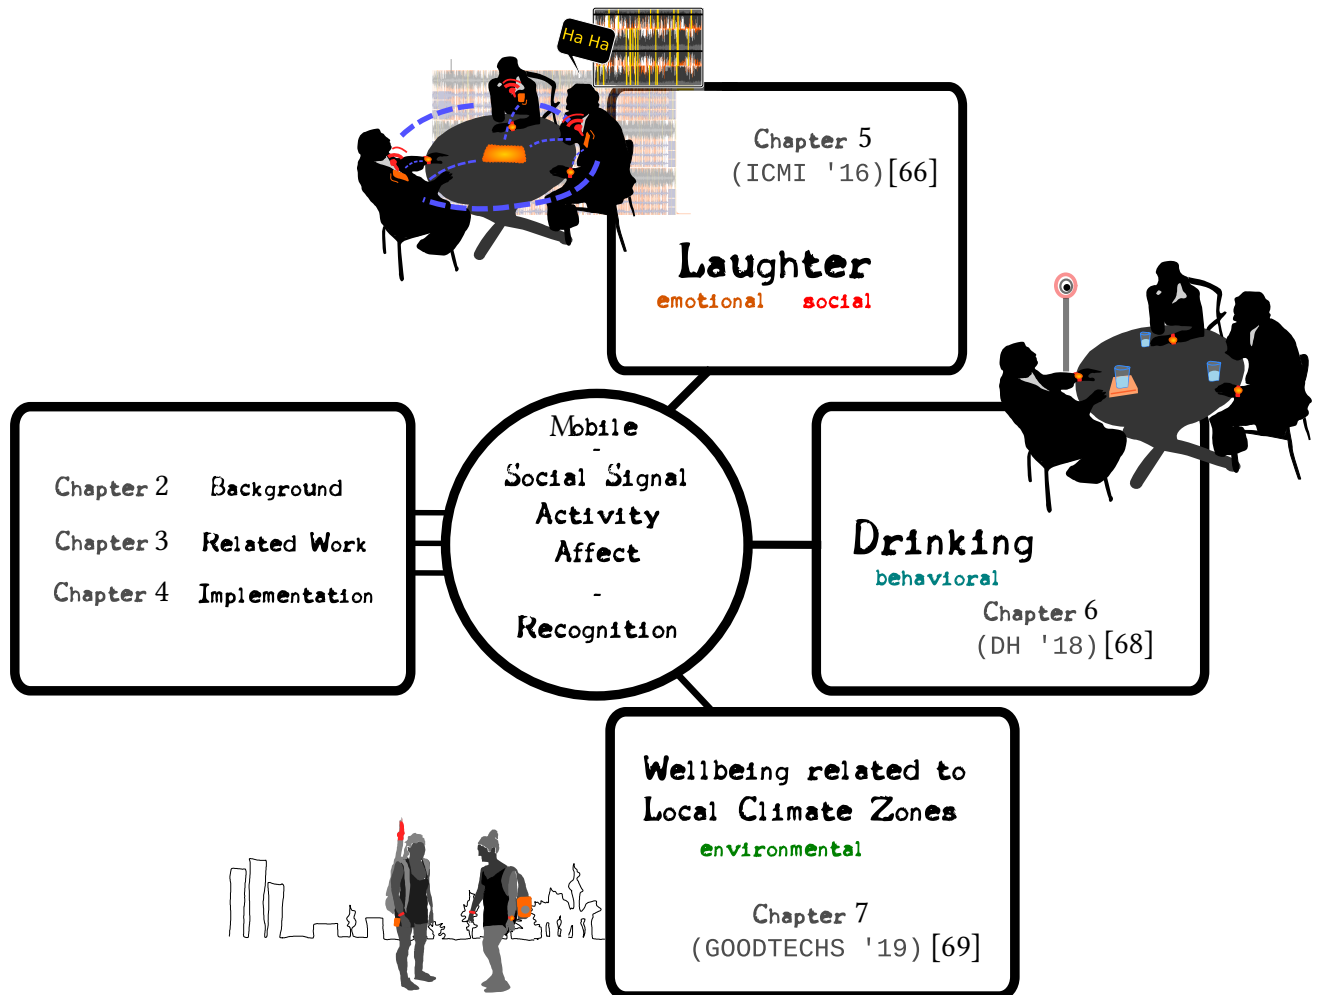 Ha Ha
Chapter 5
(ICMI '16)[66]
Laughter
emotional social
Chapter 2 Background
Chapter 3 Related Work
Chapter 4 Implementation
Mobile
-
Social Signal
Activity
Affect
-
Recognition
Drinking
behavioral
Chapter 6
(DH '18)[68]
Wellbeing related to
Local Climate Zones
environmental
Chapter 7
(GOODTECHS '19)[69]